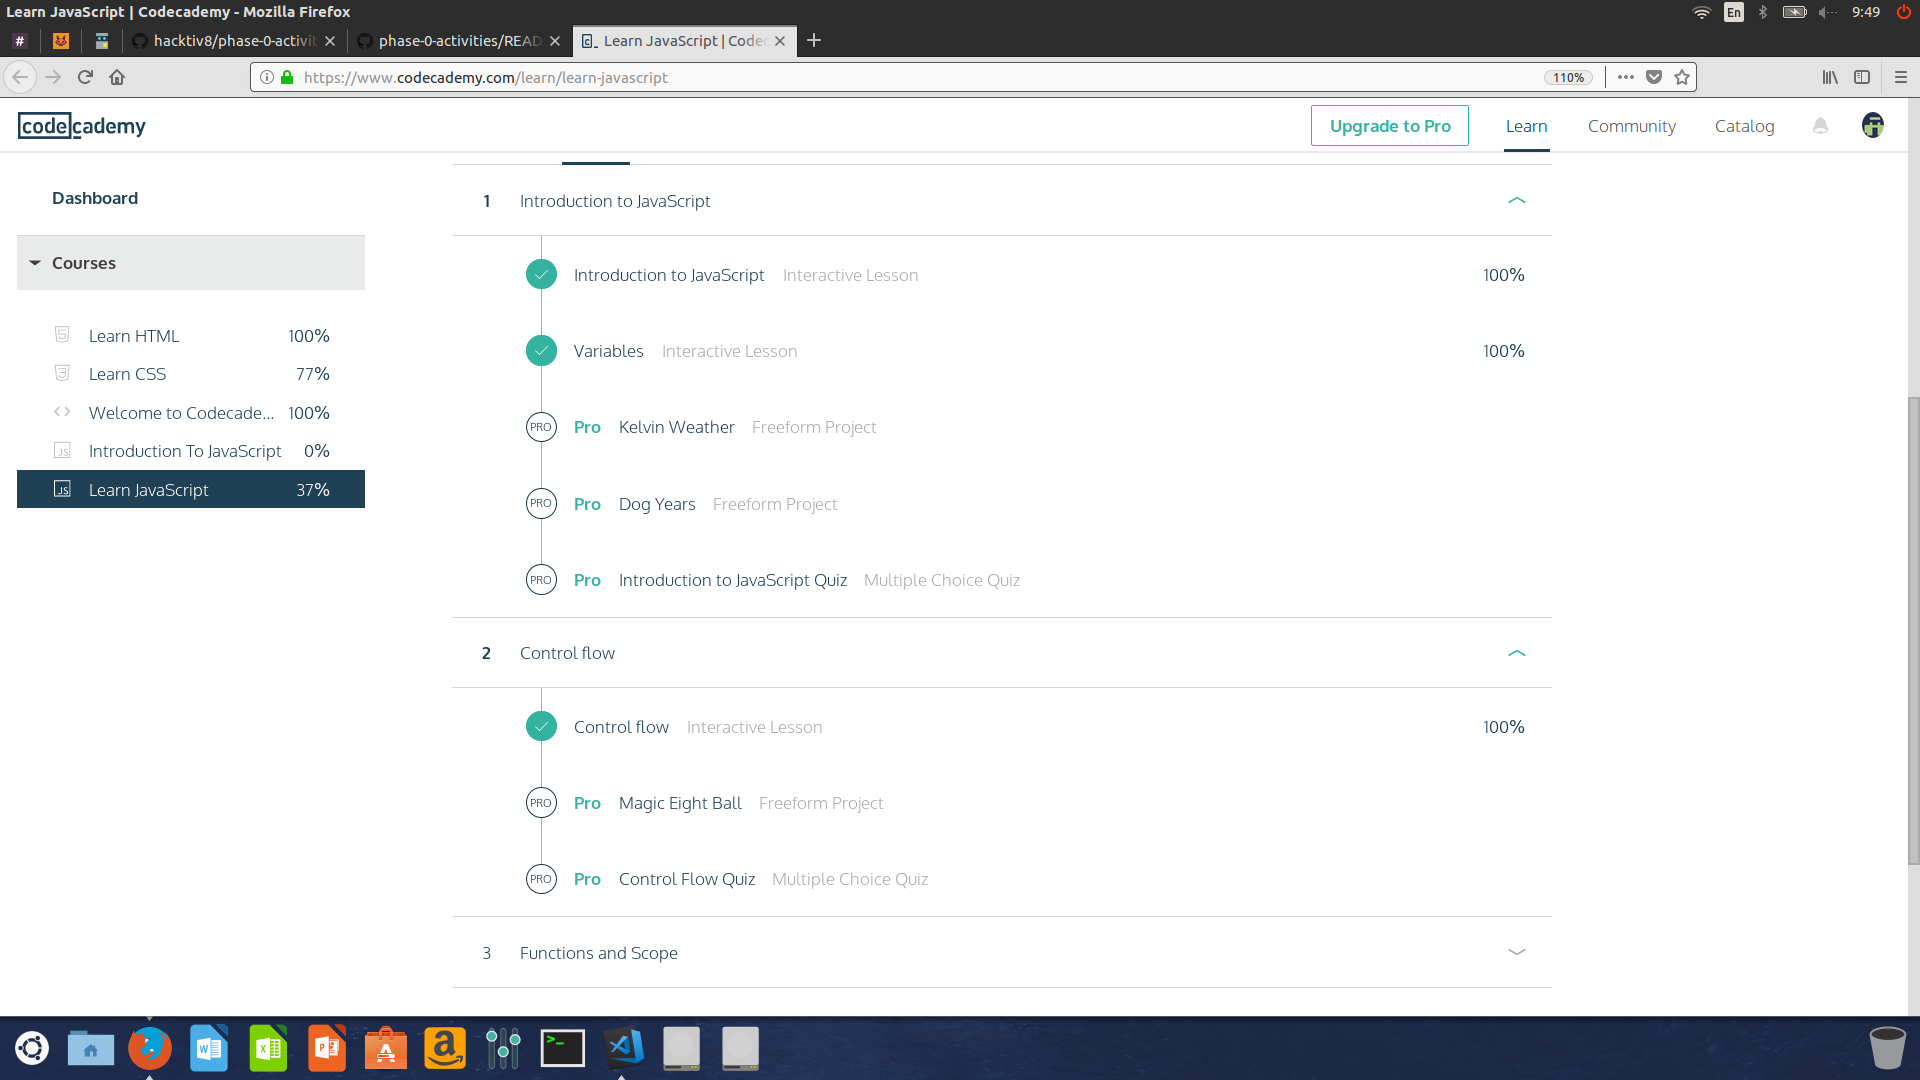 Learn JavaScript | Codecademy - Mozilla Firefox
En
9:49
#
hacktiv8/phase-0-activit
phase-0-activities/READ
Learn JavaScript | Codec
https://www.codecademy.com/learn/learn-javascript
110%
codecademy
Upgrade to Pro
Learn
Community
Catalog
Dashboard
Courses
Learn HTML 100%
Learn CSS 77%
Welcome to Codecade... 100%
Introduction To JavaScript 0%
Learn JavaScript 37%
1 Introduction to JavaScript
Introduction to JavaScript Interactive Lesson 100%
Variables Interactive Lesson 100%
PRO Pro Kelvin Weather Freeform Project
PRO Pro Dog Years Freeform Project
PRO Pro Introduction to JavaScript Quiz Multiple Choice Quiz
2 Control flow
Control flow Interactive Lesson 100%
PRO Pro Magic Eight Ball Freeform Project
PRO Pro Control Flow Quiz Multiple Choice Quiz
3 Functions and Scope